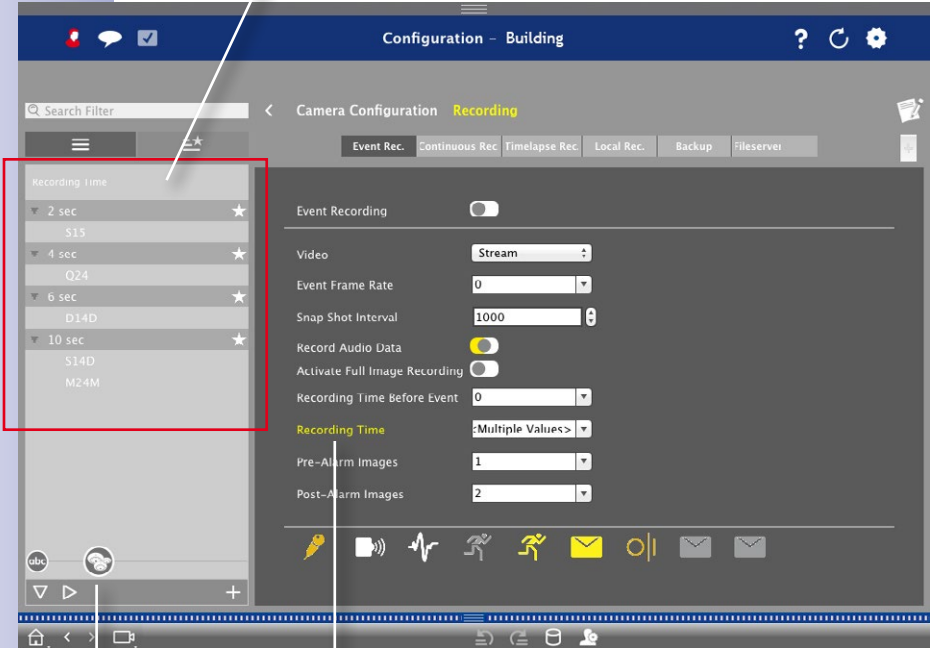 Configuration – Building
?
Search Filter
Camera Configuration Recording
Event Rec. Continuous Rec Timelapse Rec. Local Rec. Backup Fileserver
Recording Time
2 sec
S15
4 sec
Q24
6 sec
D14D
10 sec
S14D
M24M
Event Recording
Video Stream
Event Frame Rate 0
Snap Shot Interval 1000
Record Audio Data
Activate Full Image Recording
Recording Time Before Event 0
Recording Time <Multiple Values>
Pre-Alarm Images 1
Post-Alarm Images 2
abc